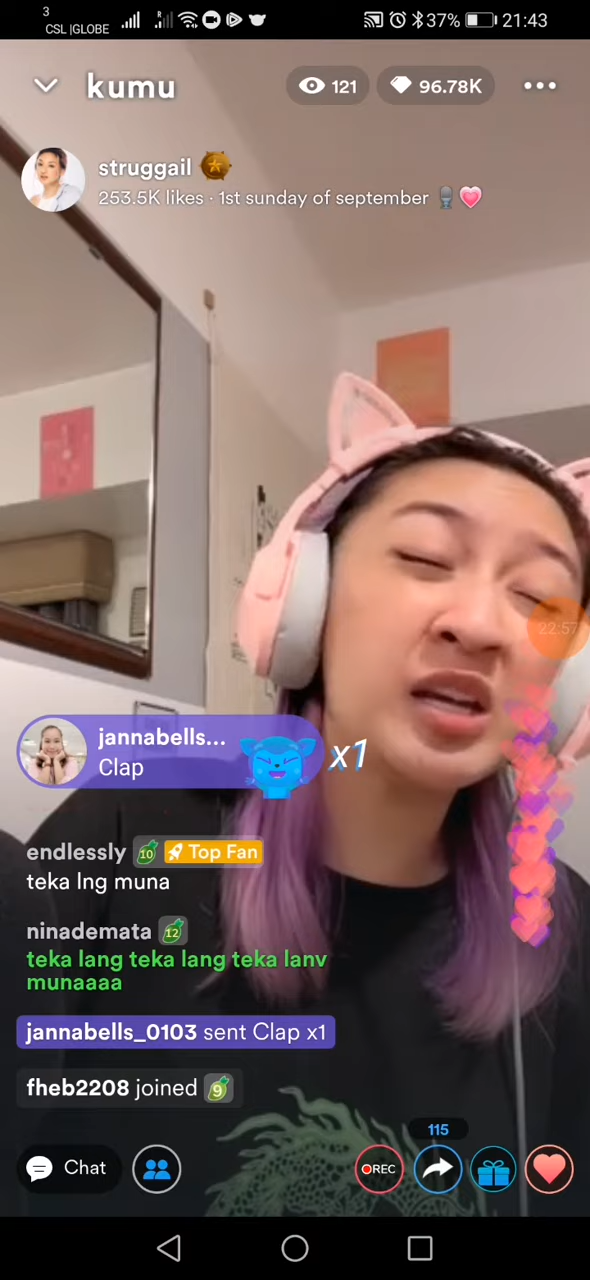 3
CSL |GLOBE
37%
21:43
kumu
121
96.78K
struggail
253.5K likes · 1st sunday of september
22:57
jannabells...
Clap
x1
endlessly 10 Top Fan
teka lng muna
ninademata 12
teka lang teka lang teka lanv
munaaaa
jannabells_0103 sent Clap x1
fheb2208 joined 9
115
Chat
REC